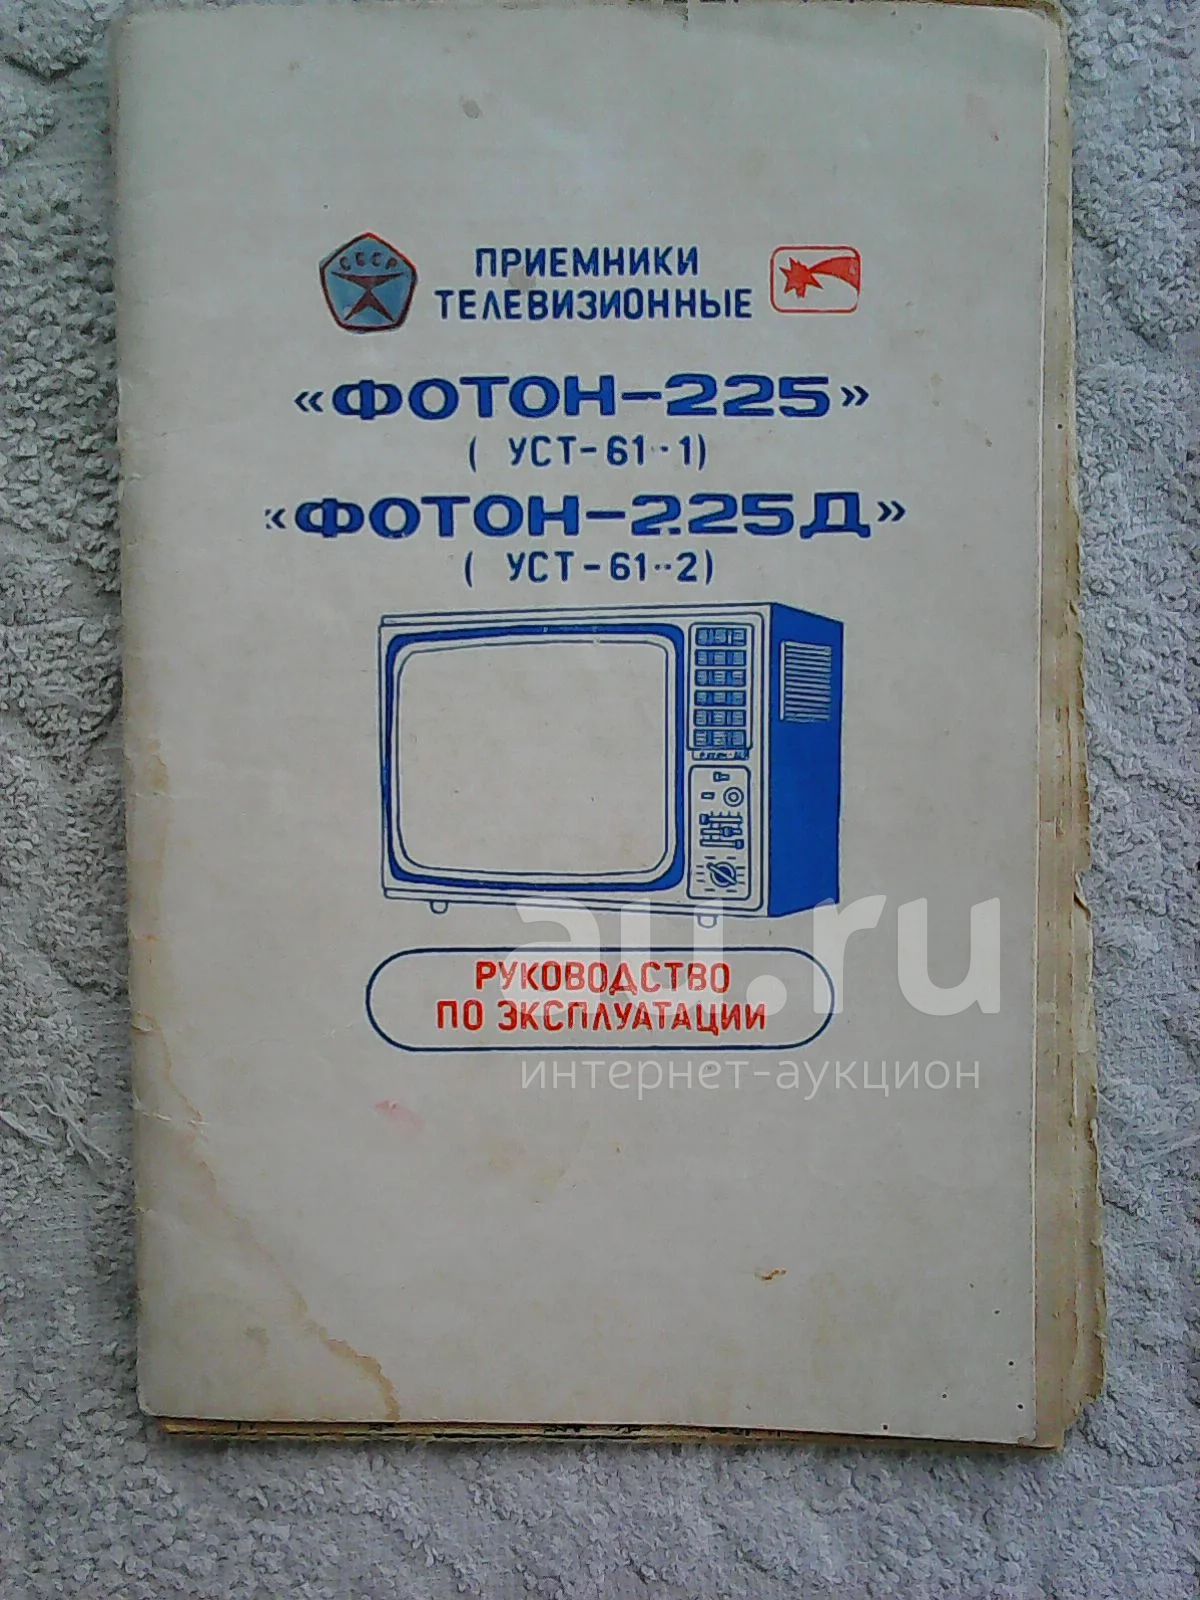 СССР
ПРИЕМНИКИ
ТЕЛЕВИЗИОННЫЕ
«ФОТОН-225»
( УСТ-61-1)
«ФОТОН-225Д»
( УСТ-61-2)
РУКОВОДСТВО
ПО ЭКСПЛУАТАЦИИ
au.ru
интернет-аукцион